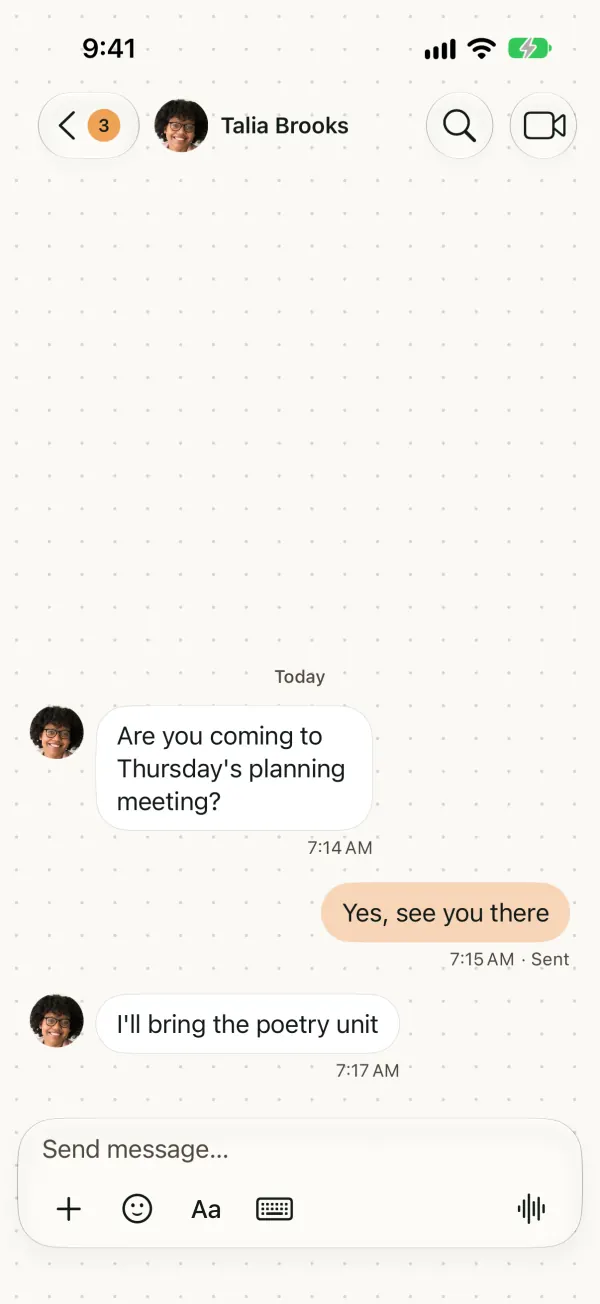 9:41
3
Talia Brooks
Today
Are you coming to
Thursday's planning
meeting?
7:14 AM
Yes, see you there
7:15 AM · Sent
I'll bring the poetry unit
7:17 AM
Send message...
Aa